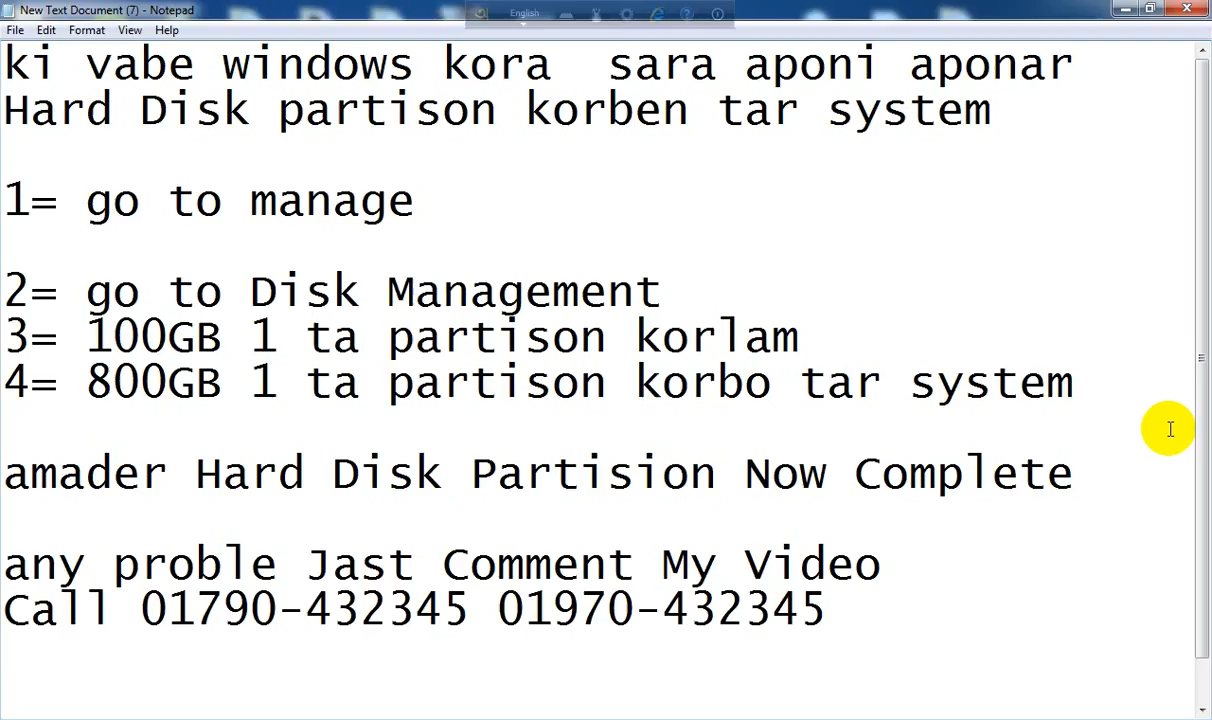 New Text Document (7) - Notepad
English
File Edit Format View Help
ki vabe windows kora  sara aponi aponar
Hard Disk partison korben tar system
1= go to manage
2= go to Disk Management
3= 100GB 1 ta partison korlam
4= 800GB 1 ta partison korbo tar system
amader Hard Disk Partision Now Complete
any proble Jast Comment My Video
Call 01790-432345 01970-432345